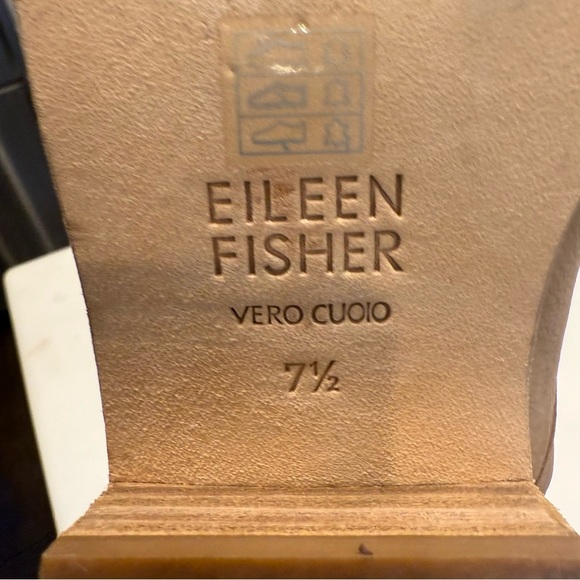 EILEEN
FISHER
VERO CUOIO
7½